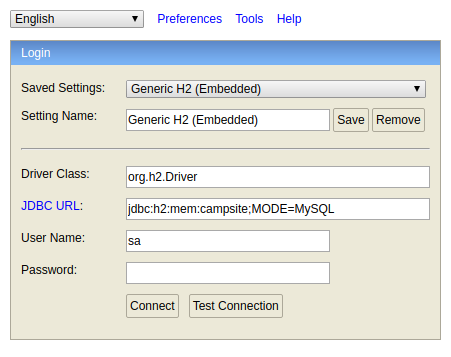 English Preferences Tools Help
Login
Saved Settings: Generic H2 (Embedded)
Setting Name: Generic H2 (Embedded) Save Remove
Driver Class: org.h2.Driver
JDBC URL: jdbc:h2:mem:campsite;MODE=MySQL
User Name: sa
Password:
Connect Test Connection